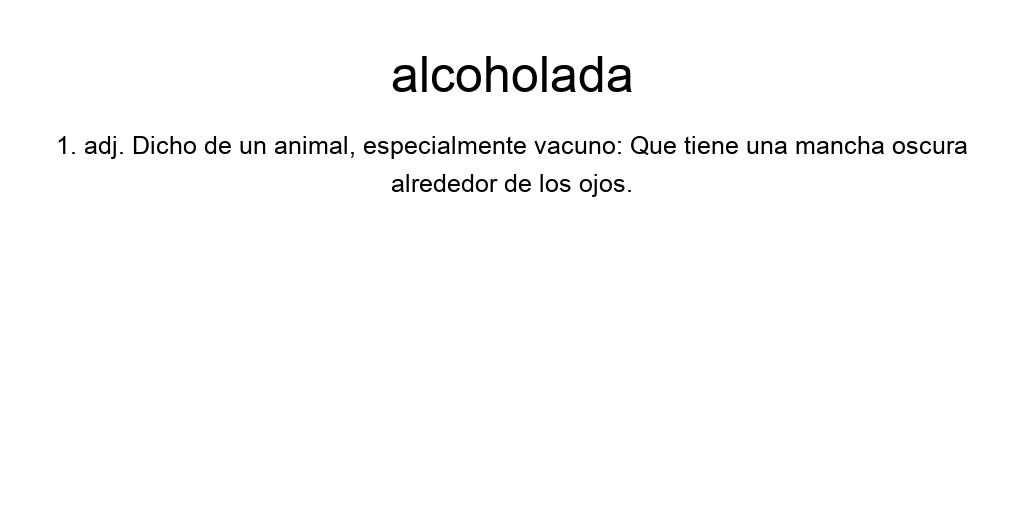 alcoholada
1. adj. Dicho de un animal, especialmente vacuno: Que tiene una mancha oscura
alrededor de los ojos.